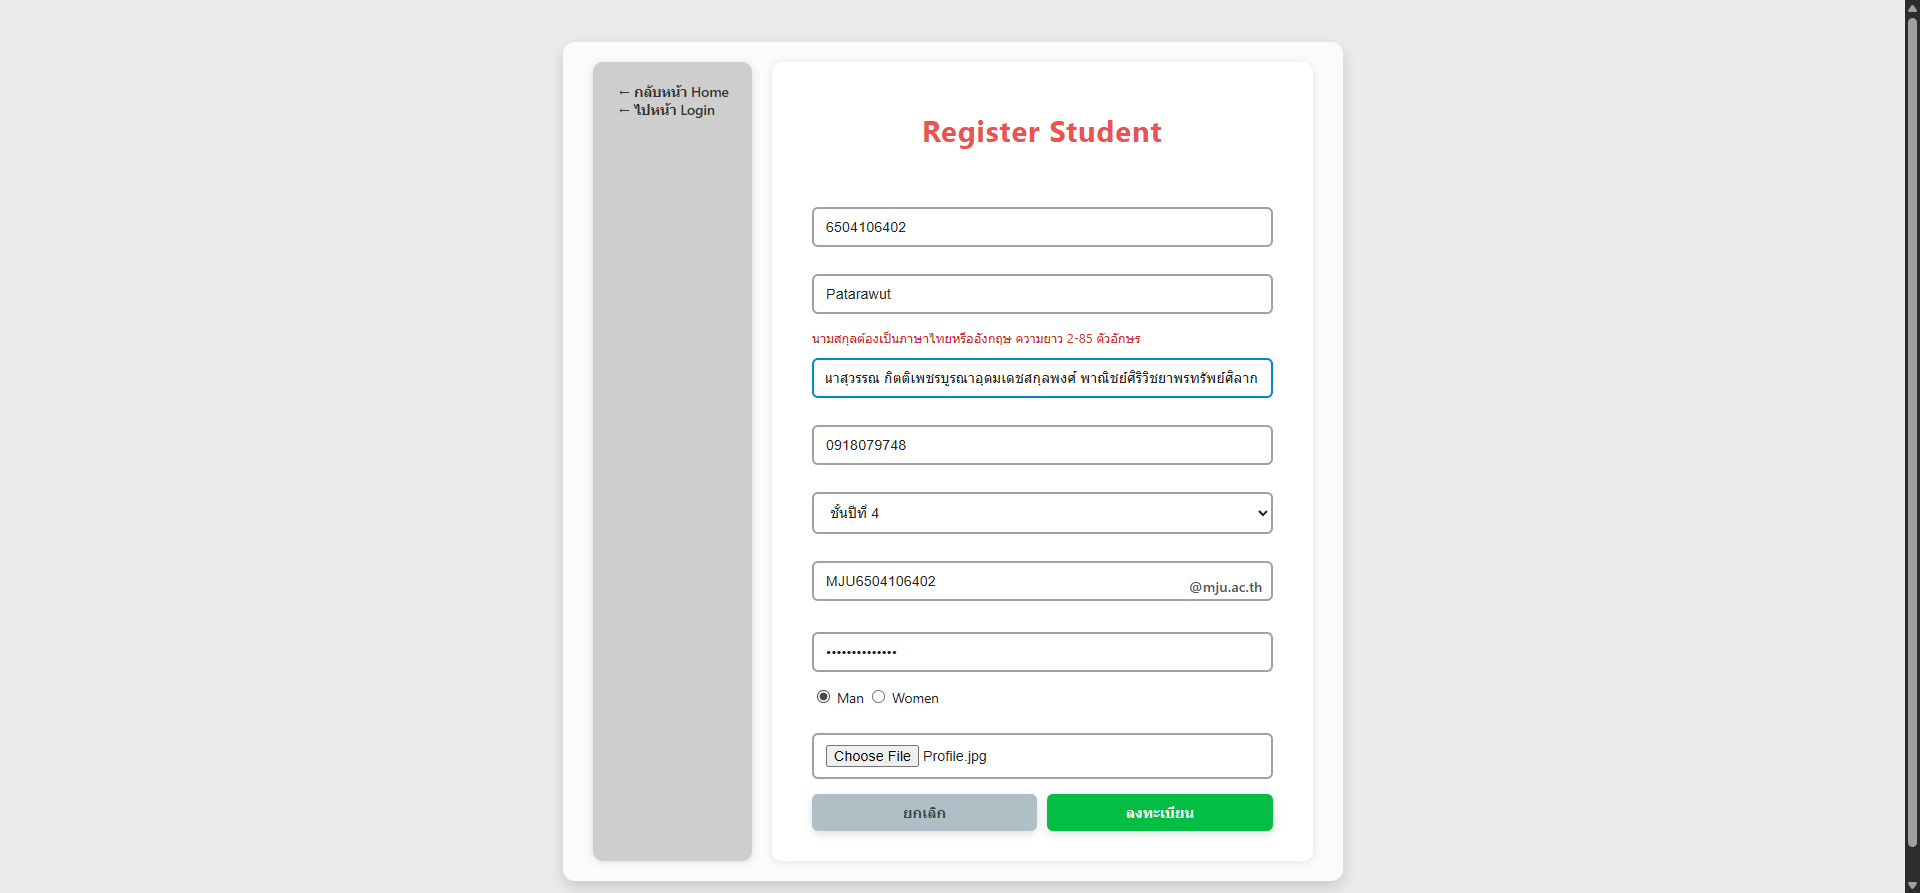 ← กลับหน้า Home
← ไปหน้า Login
Register Student
6504106402
Patarawut
นามสกุลต้องเป็นภาษาไทยหรืออังกฤษ ความยาว 2-85 ตัวอักษร
นาสุวรรณ กิตติเพชรบูรณาอุดมเดชสกุลพงศ์ พาณิชย์ศิริวิชยาพรทรัพย์ศิลาก
0918079748
ชั้นปีที่ 4
MJU6504106402
@mju.ac.th
••••••••••••••
Man Women
Choose File Profile.jpg
ยกเลิก ลงทะเบียน